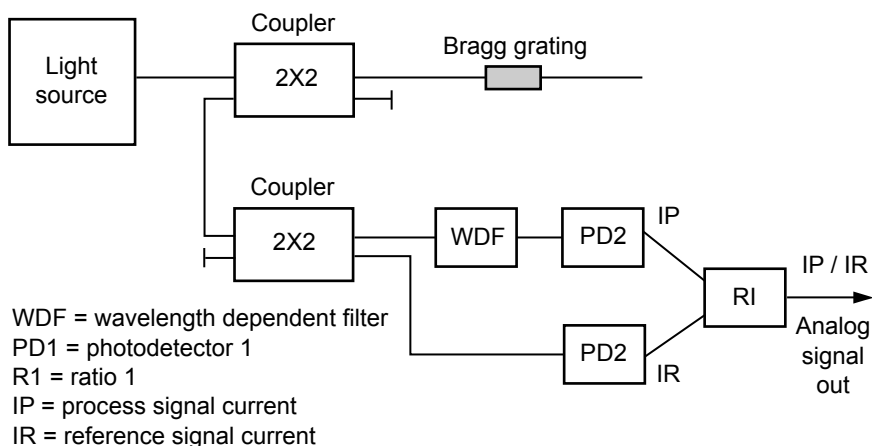 Coupler
Bragg grating
Light
source
2X2
Coupler
2X2
WDF
PD2
IP
RI
IP / IR
Analog
signal
out
PD2
IR
WDF = wavelength dependent filter
PD1 = photodetector 1
R1 = ratio 1
IP = process signal current
IR = reference signal current